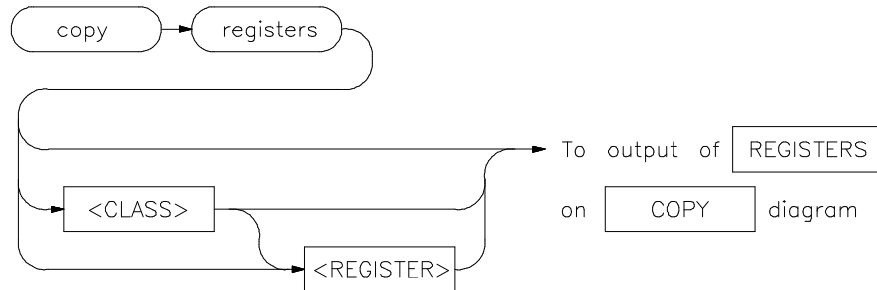 copy registers
To output of REGISTERS
<CLASS> on COPY diagram
<REGISTER>